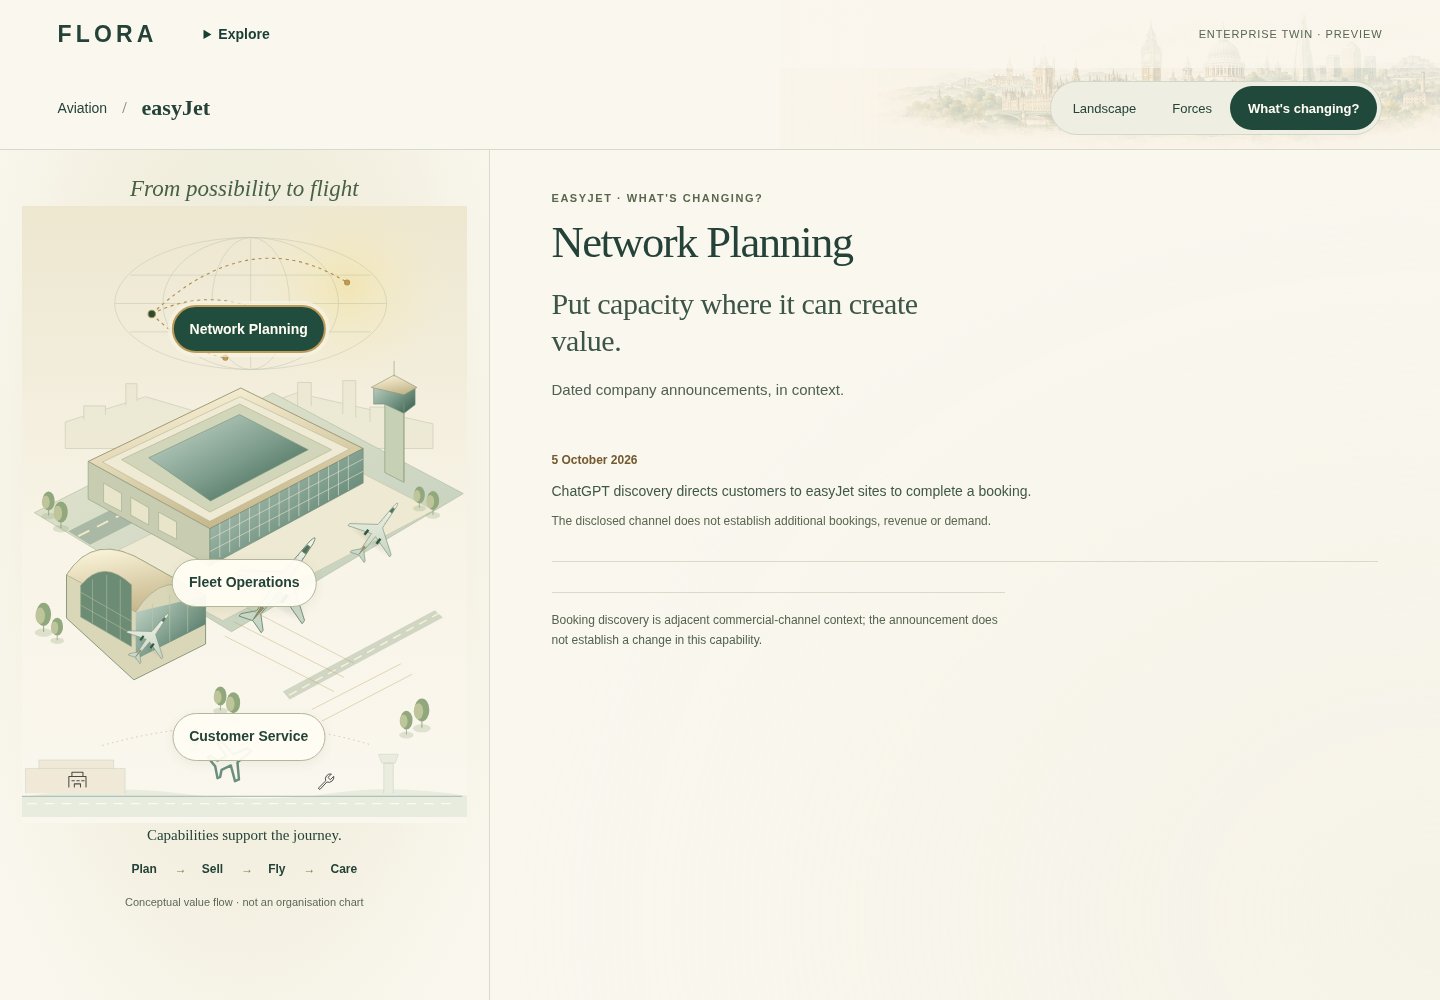 FLORA
▶ Explore
ENTERPRISE TWIN · PREVIEW
Aviation / easyJet
Landscape
Forces
What's changing?
From possibility to flight
Network Planning
Fleet Operations
Customer Service
Capabilities support the journey.
Plan → Sell → Fly → Care
Conceptual value flow · not an organisation chart
EASYJET · WHAT'S CHANGING?
Network Planning
Put capacity where it can create
value.
Dated company announcements, in context.
5 October 2026
ChatGPT discovery directs customers to easyJet sites to complete a booking.
The disclosed channel does not establish additional bookings, revenue or demand.
Booking discovery is adjacent commercial-channel context; the announcement does
not establish a change in this capability.